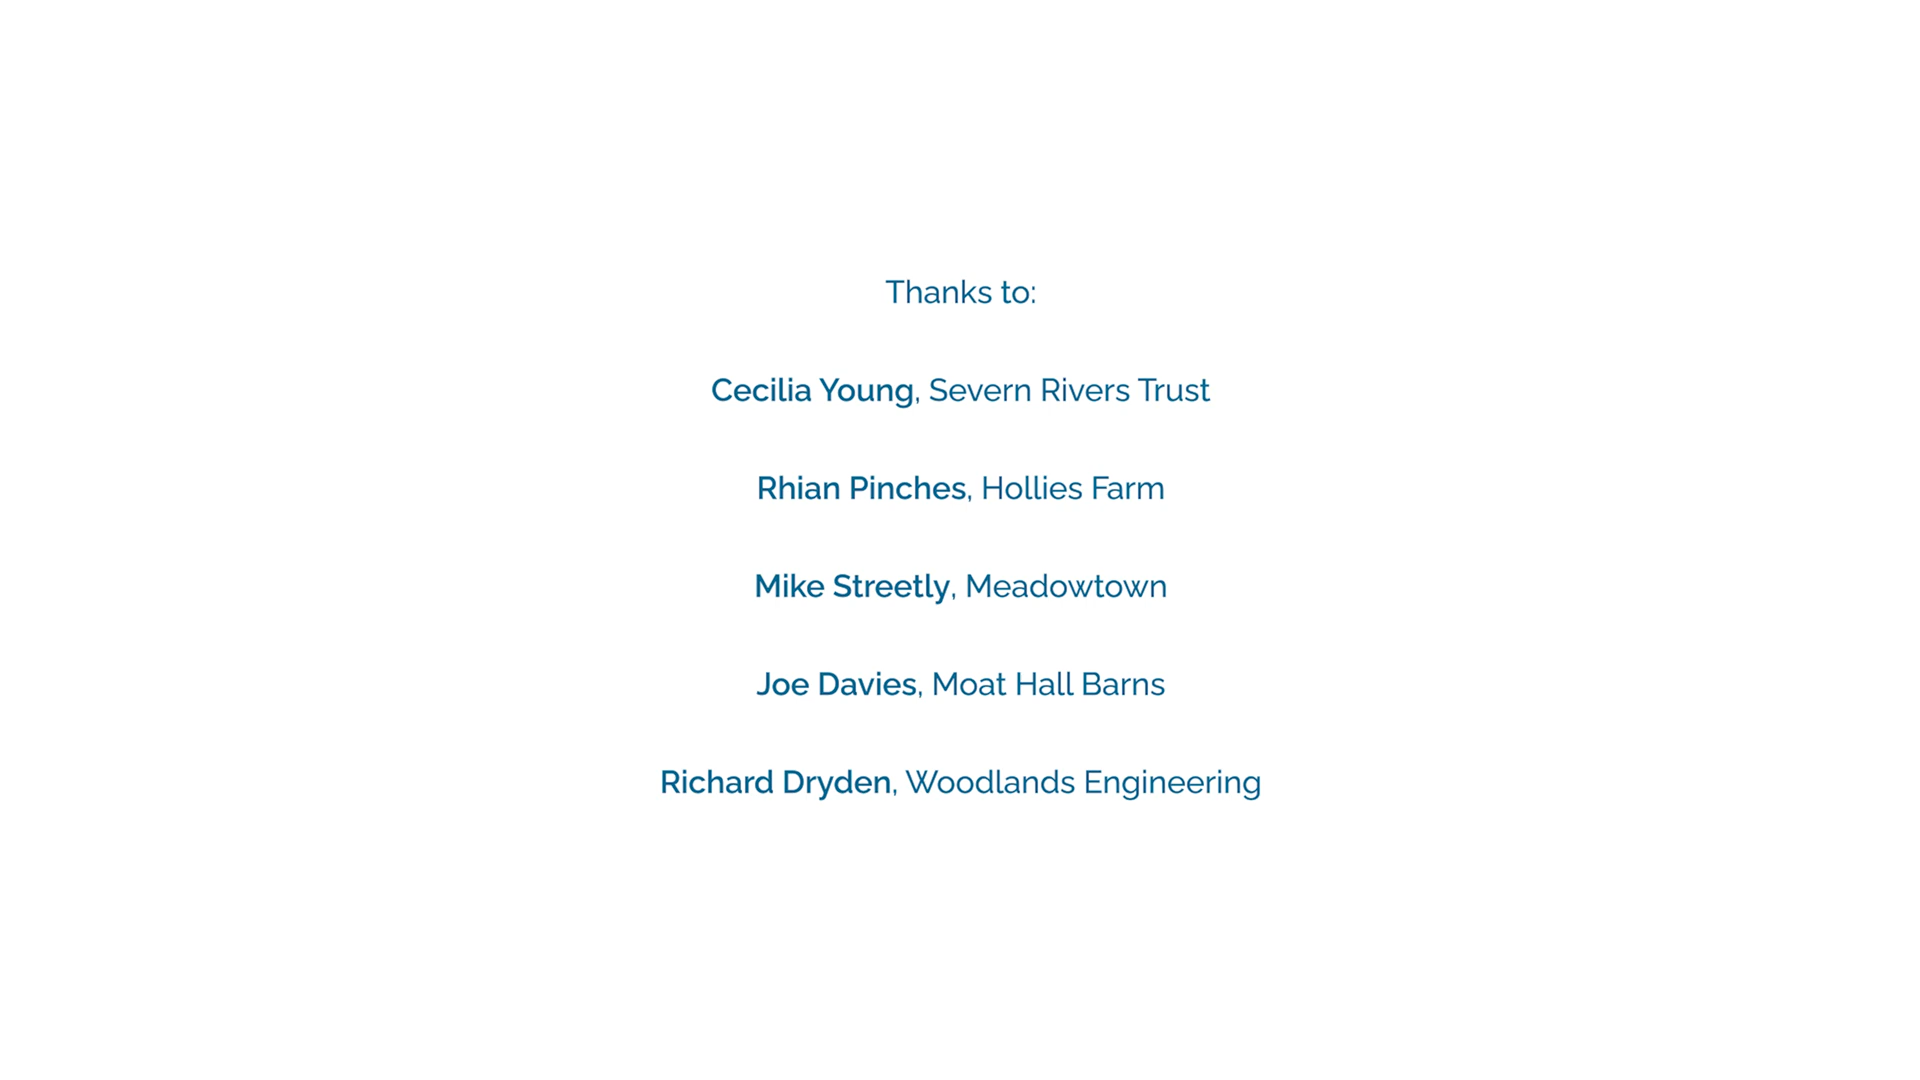 Thanks to:
Cecilia Young, Severn Rivers Trust
Rhian Pinches, Hollies Farm
Mike Streetly, Meadowtown
Joe Davies, Moat Hall Barns
Richard Dryden, Woodlands Engineering